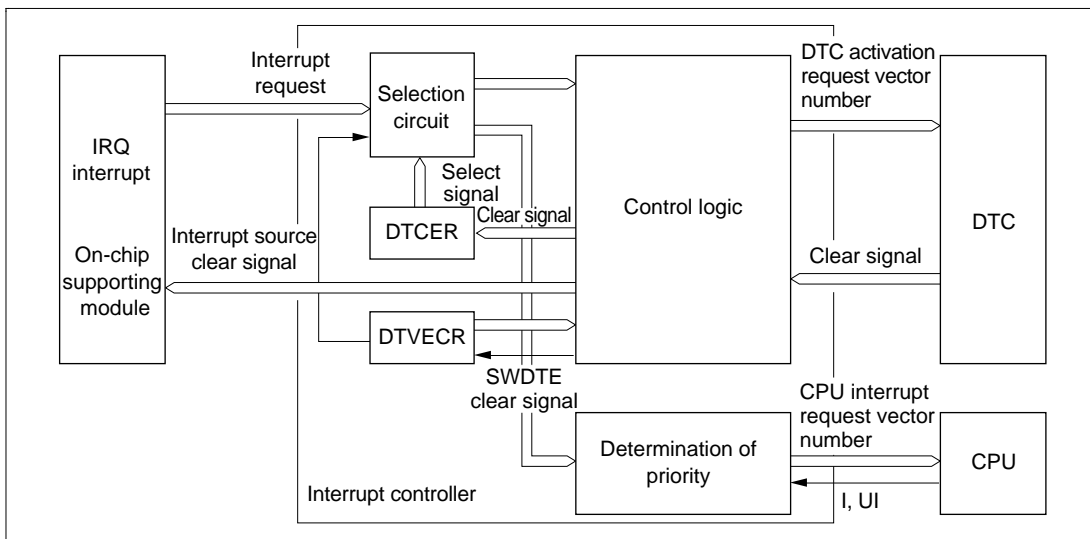 Interrupt
request
IRQ
interrupt
On-chip
supporting
module
Selection
circuit
Select
signal
DTCER
Clear signal
Interrupt source
clear signal
DTVECR
SWDTE
clear signal
Control logic
DTC activation
request vector
number
Clear signal
DTC
Determination of
priority
CPU interrupt
request vector
number
CPU
I, UI
Interrupt controller